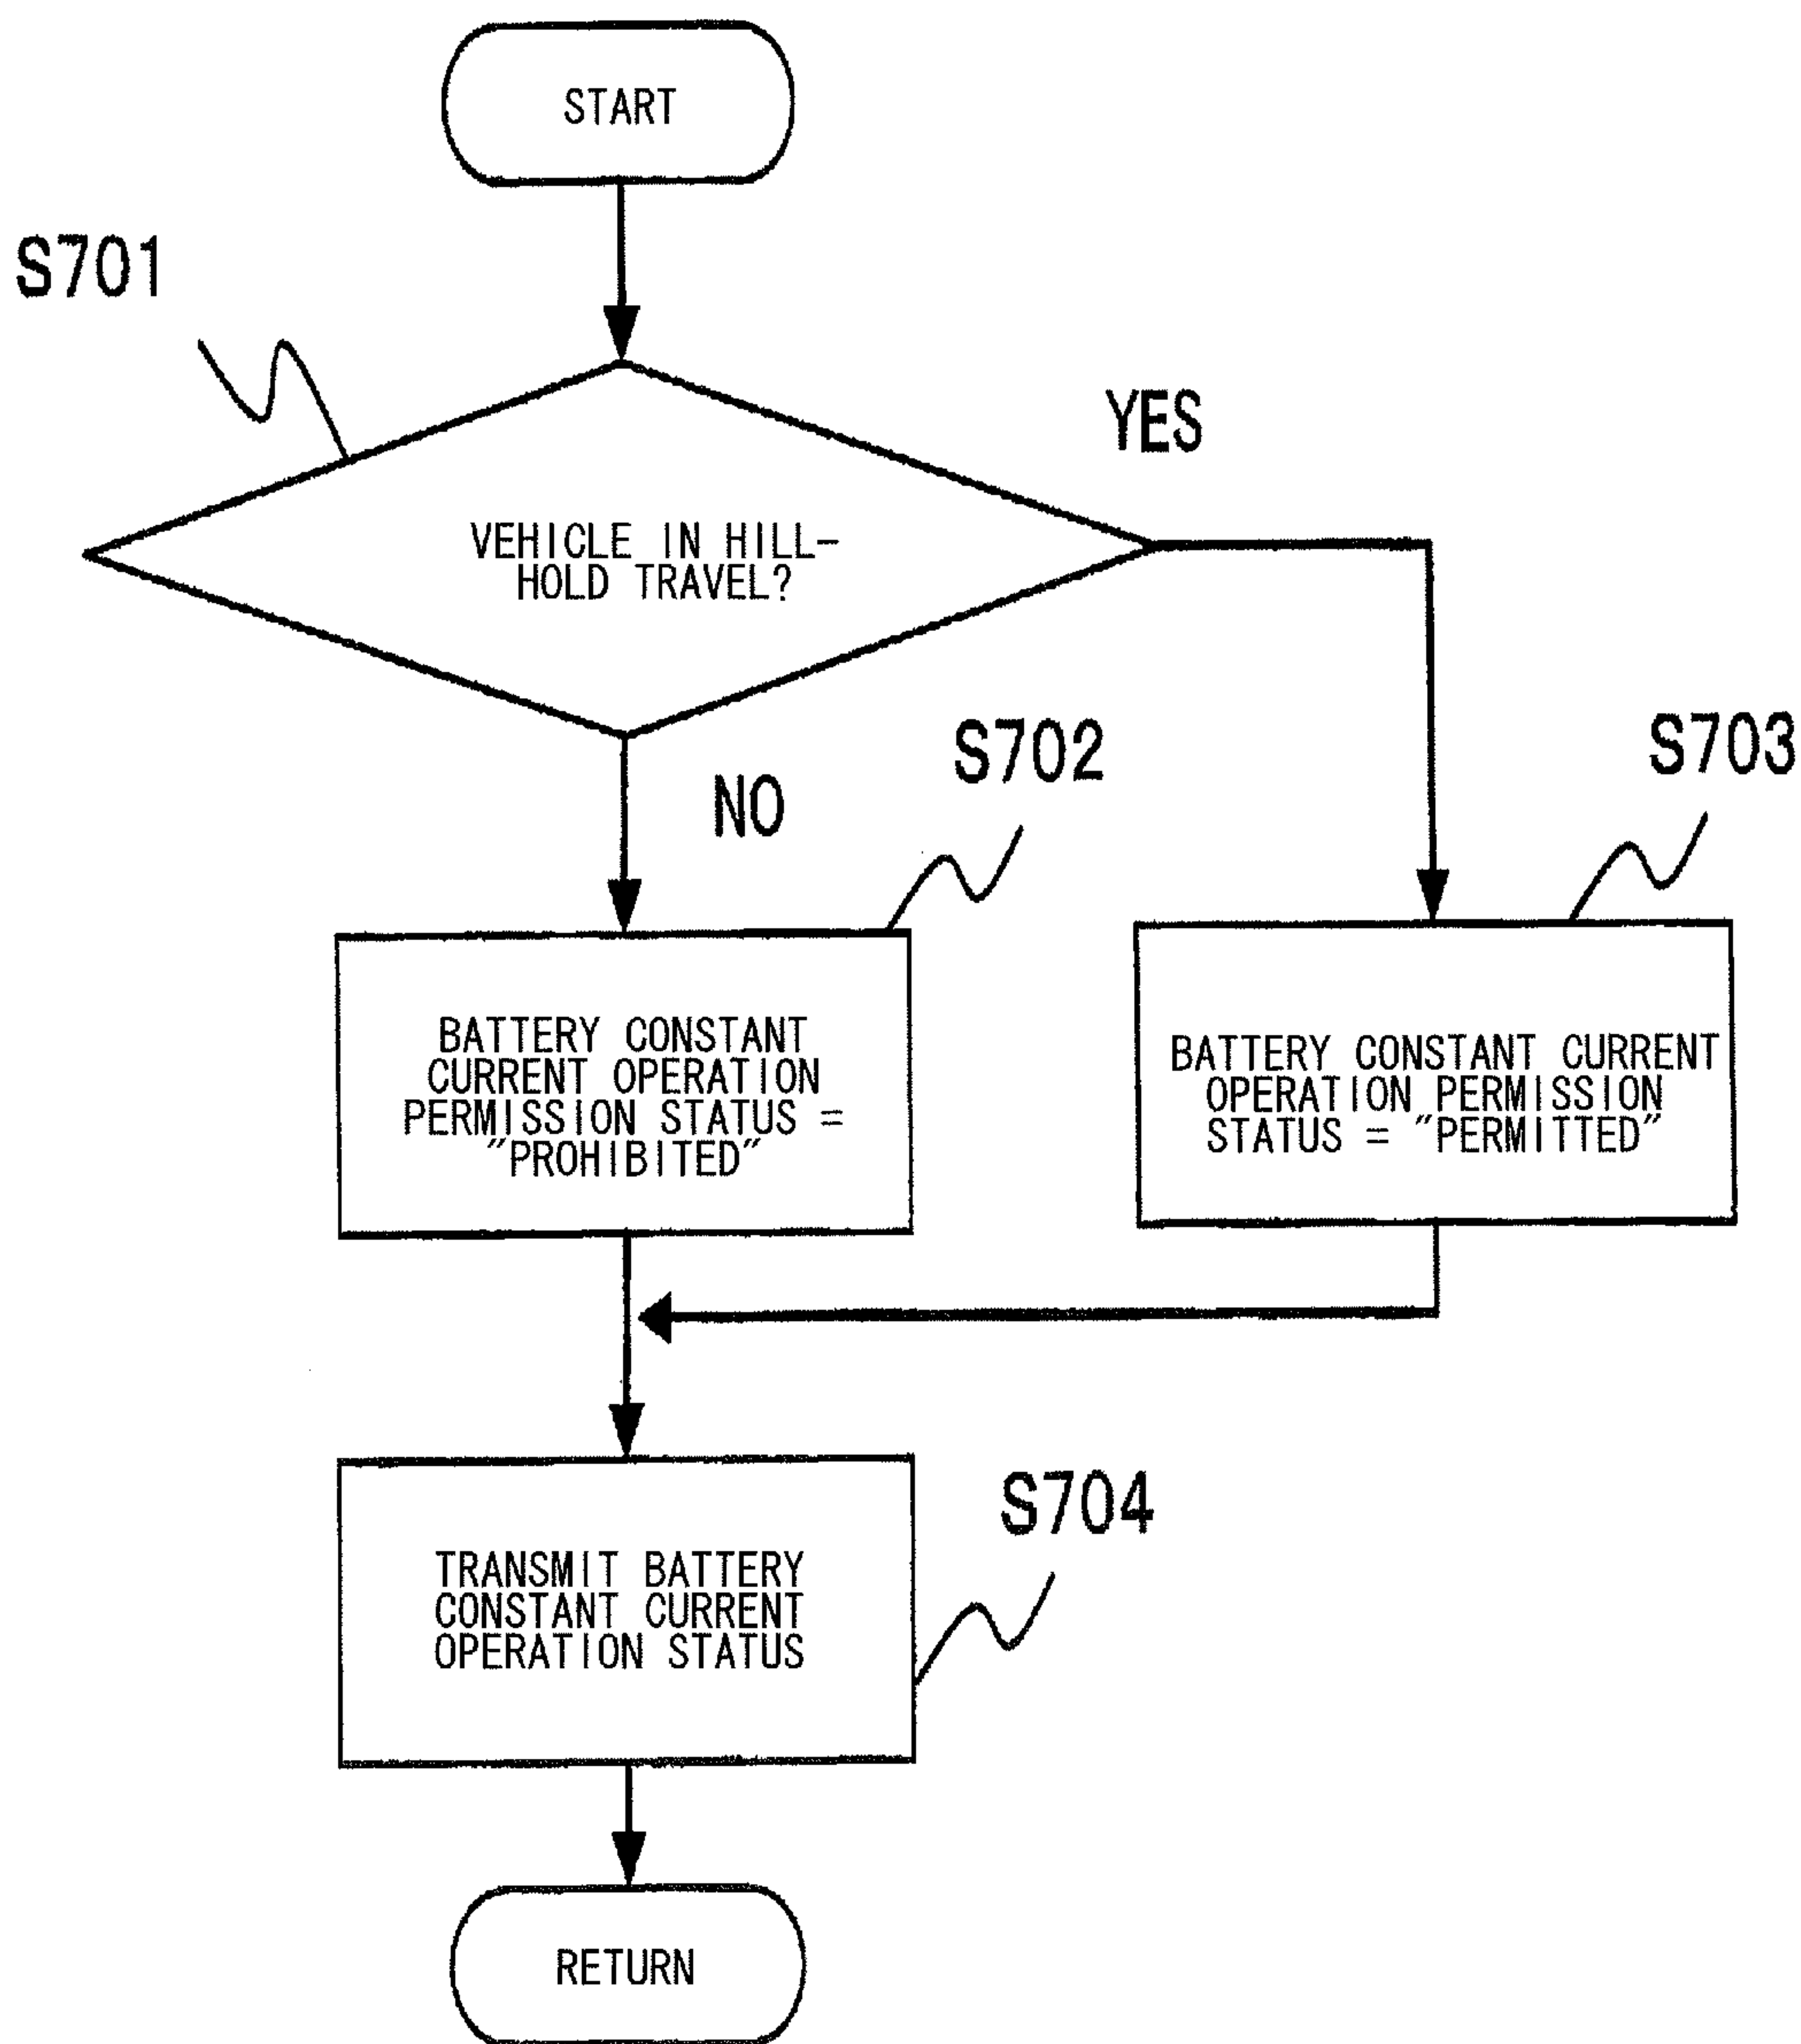 START
S701
YES
VEHICLE IN HILL-
HOLD TRAVEL?
S702
S703
NO
BATTERY CONSTANT
CURRENT OPERATION
PERMISSION STATUS =
"PROHIBITED"
BATTERY CONSTANT CURRENT
OPERATION PERMISSION
STATUS = "PERMITTED"
S704
TRANSMIT BATTERY
CONSTANT CURRENT
OPERATION STATUS
RETURN